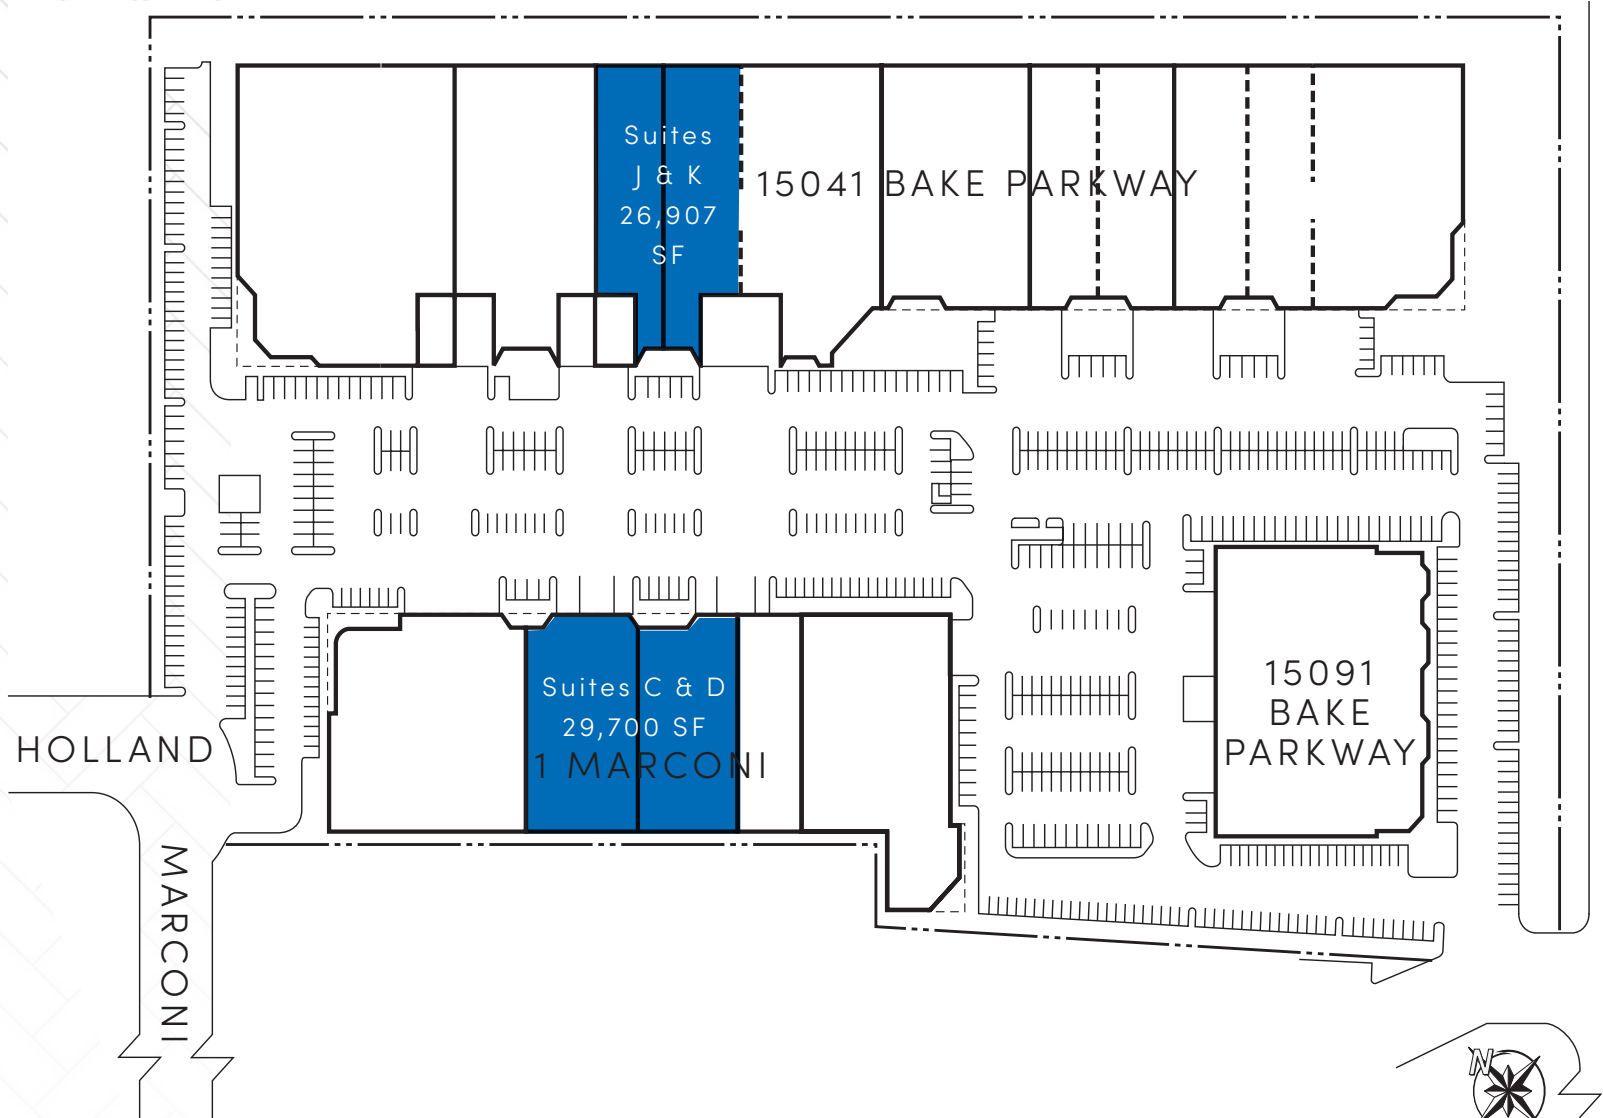 Suites
J & K
26,907
SF
15041 BAKE PARKWAY
Suites C & D
29,700 SF
1 MARCONI
15091
BAKE
PARKWAY
HOLLAND
MARCONI
N